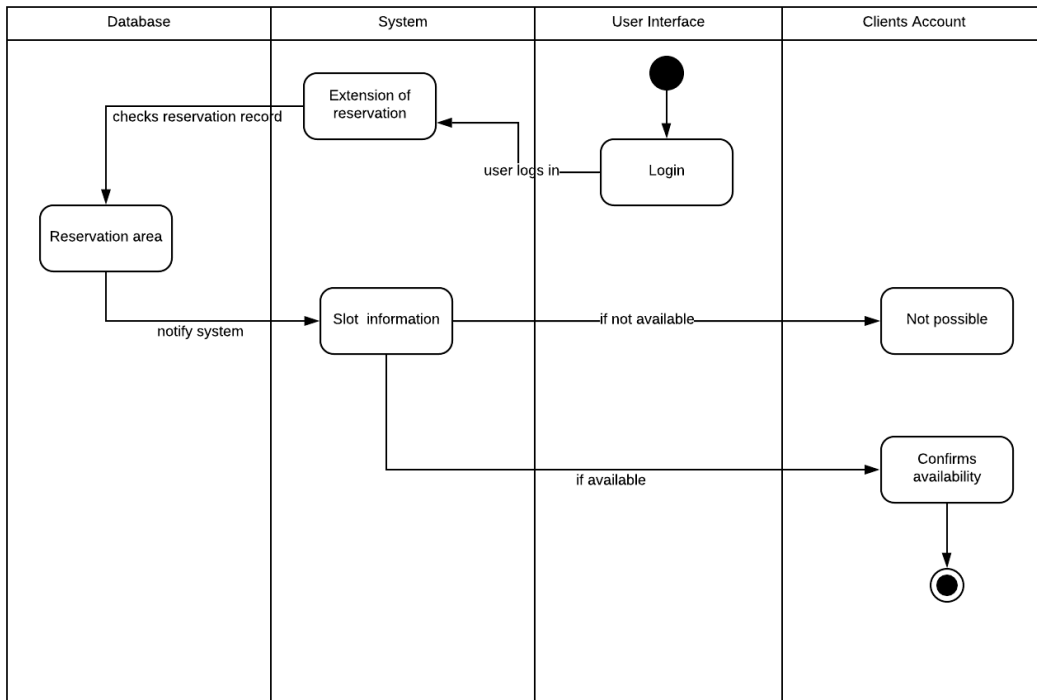 Database
System
User Interface
Clients Account
Extension of
reservation
checks reservation record
user logs in
Login
Reservation area
notify system
Slot information
if not available
Not possible
Confirms
availability
if available